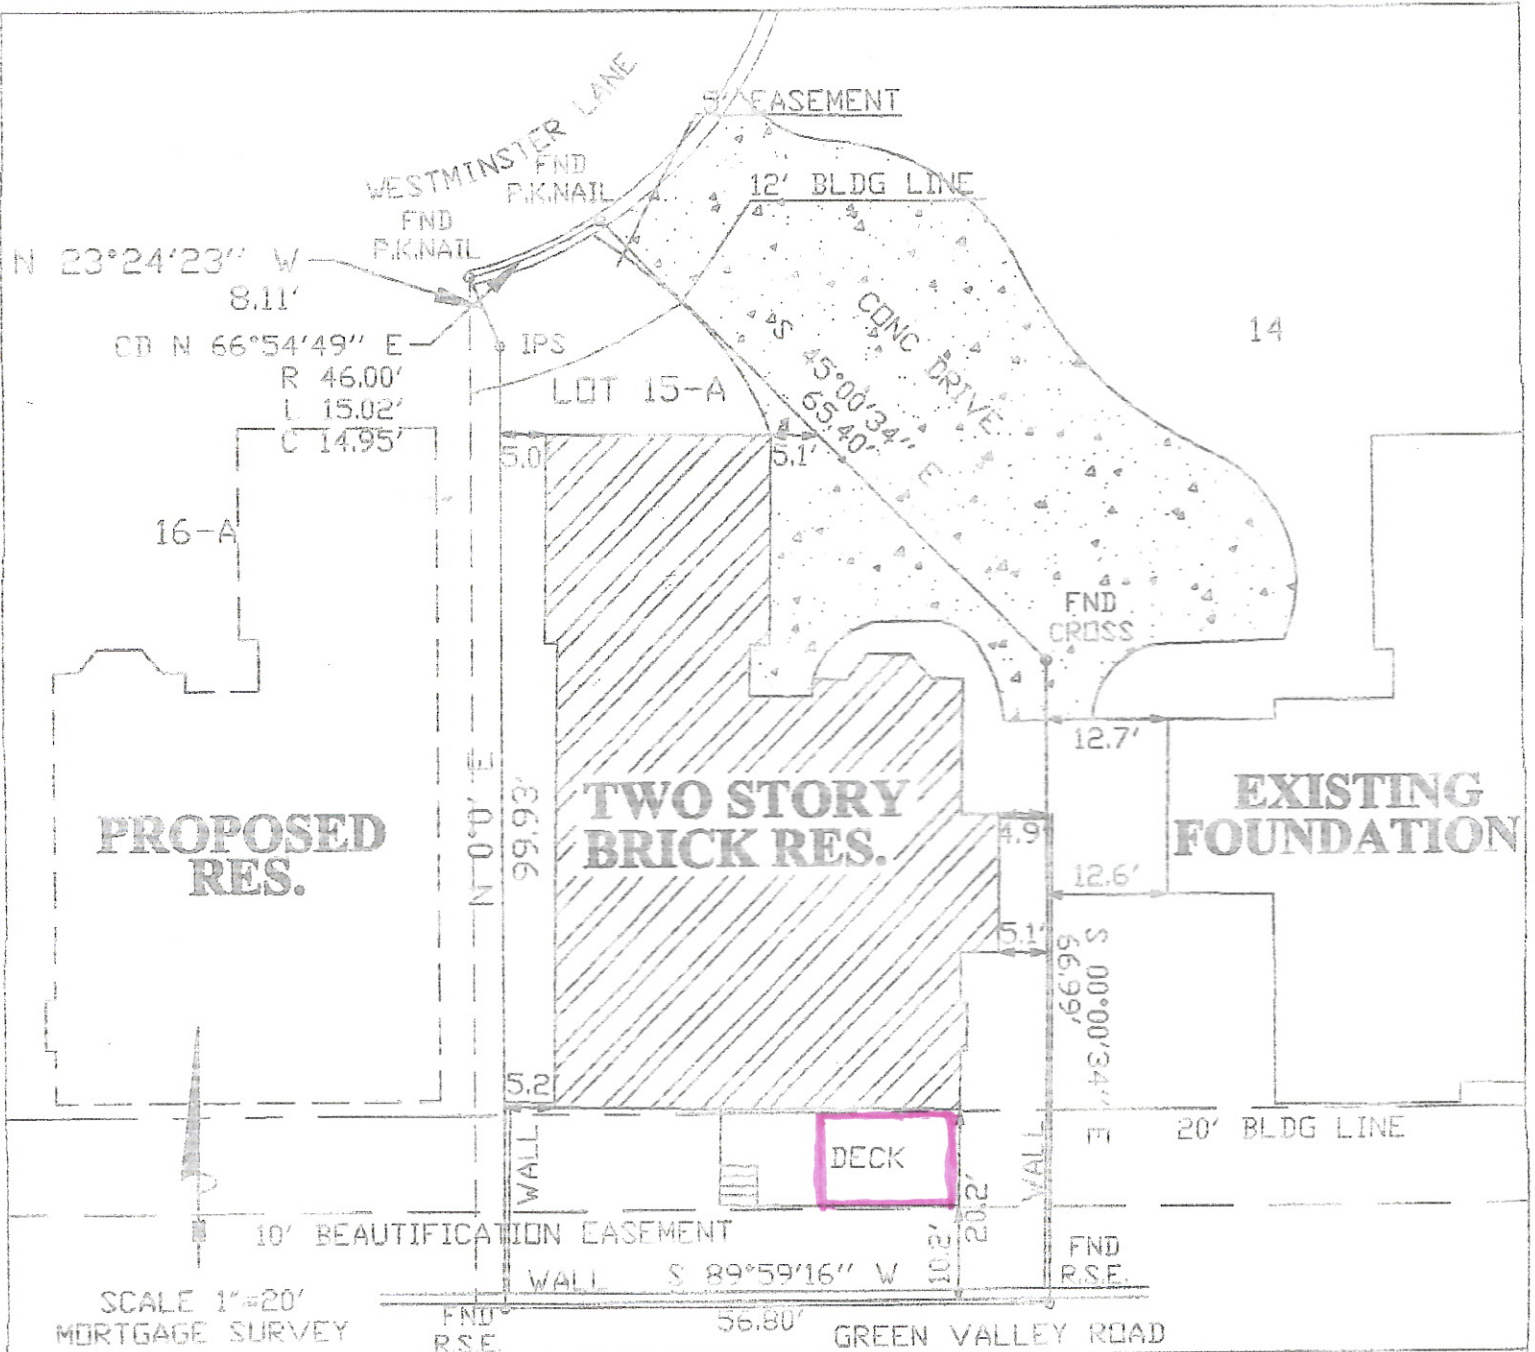 5' EASEMENT
WESTMINSTER LANE
FND
P.K.NAIL
12' BLDG LINE
FND
P.K.NAIL
N 23°24'23" W
8.11'
CD N 66°54'49" E
R 46.00'
L 15.02'
C 14.95'
IPS
LOT 15-A
CONC DRIVE
S 45°00'34" E
65.40'
14
5.0'
5.1'
16-A
FND
CROSS
12.7'
N 0°0' E
99.93'
TWO STORY
BRICK RES.
PROPOSED
RES.
EXISTING
FOUNDATION
4.9'
12.6'
5.1'
S 00°00'34" E
66.99'
5.2'
WALL
DECK
WALL
20' BLDG LINE
20.2'
10.2'
10' BEAUTIFICATION EASEMENT
WALL
S 89°59'16" W
FND
R.S.E.
SCALE 1"=20'
MORTGAGE SURVEY
FND
R.S.E.
56.80'
GREEN VALLEY ROAD